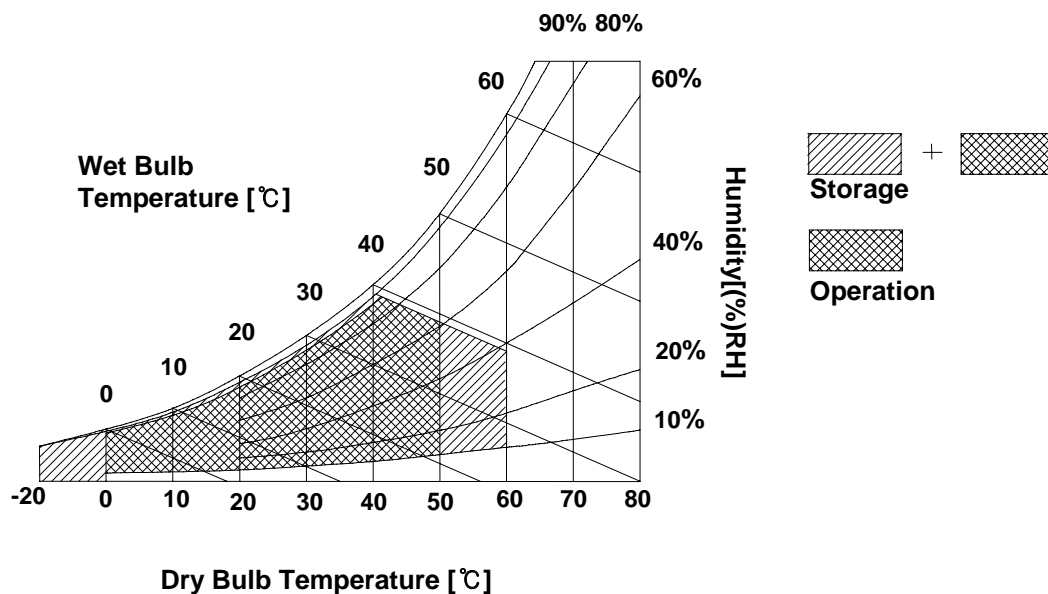 90% 80%
60
60%
50
Wet Bulb
Temperature [℃]
40
40%
30
20
20%
10
10%
0
Humidity[(%)RH]
-20 0 10 20 30 40 50 60 70 80
Dry Bulb Temperature [℃]
+
Storage
Operation